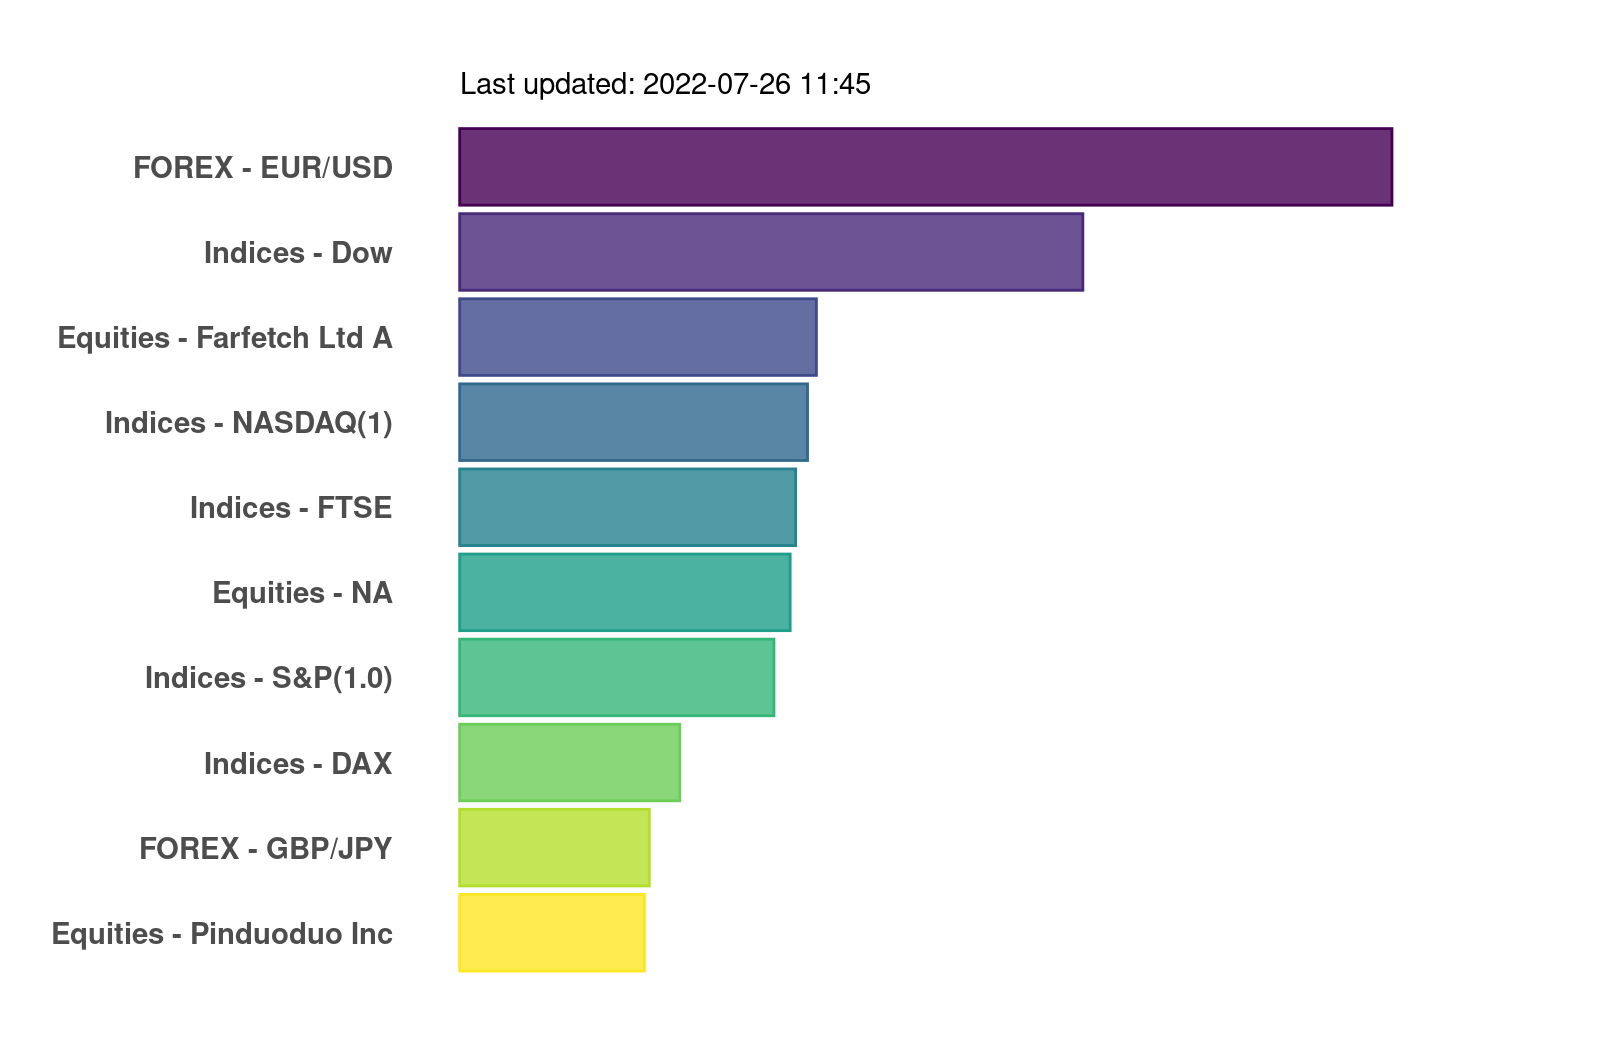 Last updated: 2022-07-26 11:45
FOREX - EUR/USD
Indices - Dow
Equities - Farfetch Ltd A
Indices - NASDAQ(1)
Indices - FTSE
Equities - NA
Indices - S&P(1.0)
Indices - DAX
FOREX - GBP/JPY
Equities - Pinduoduo Inc